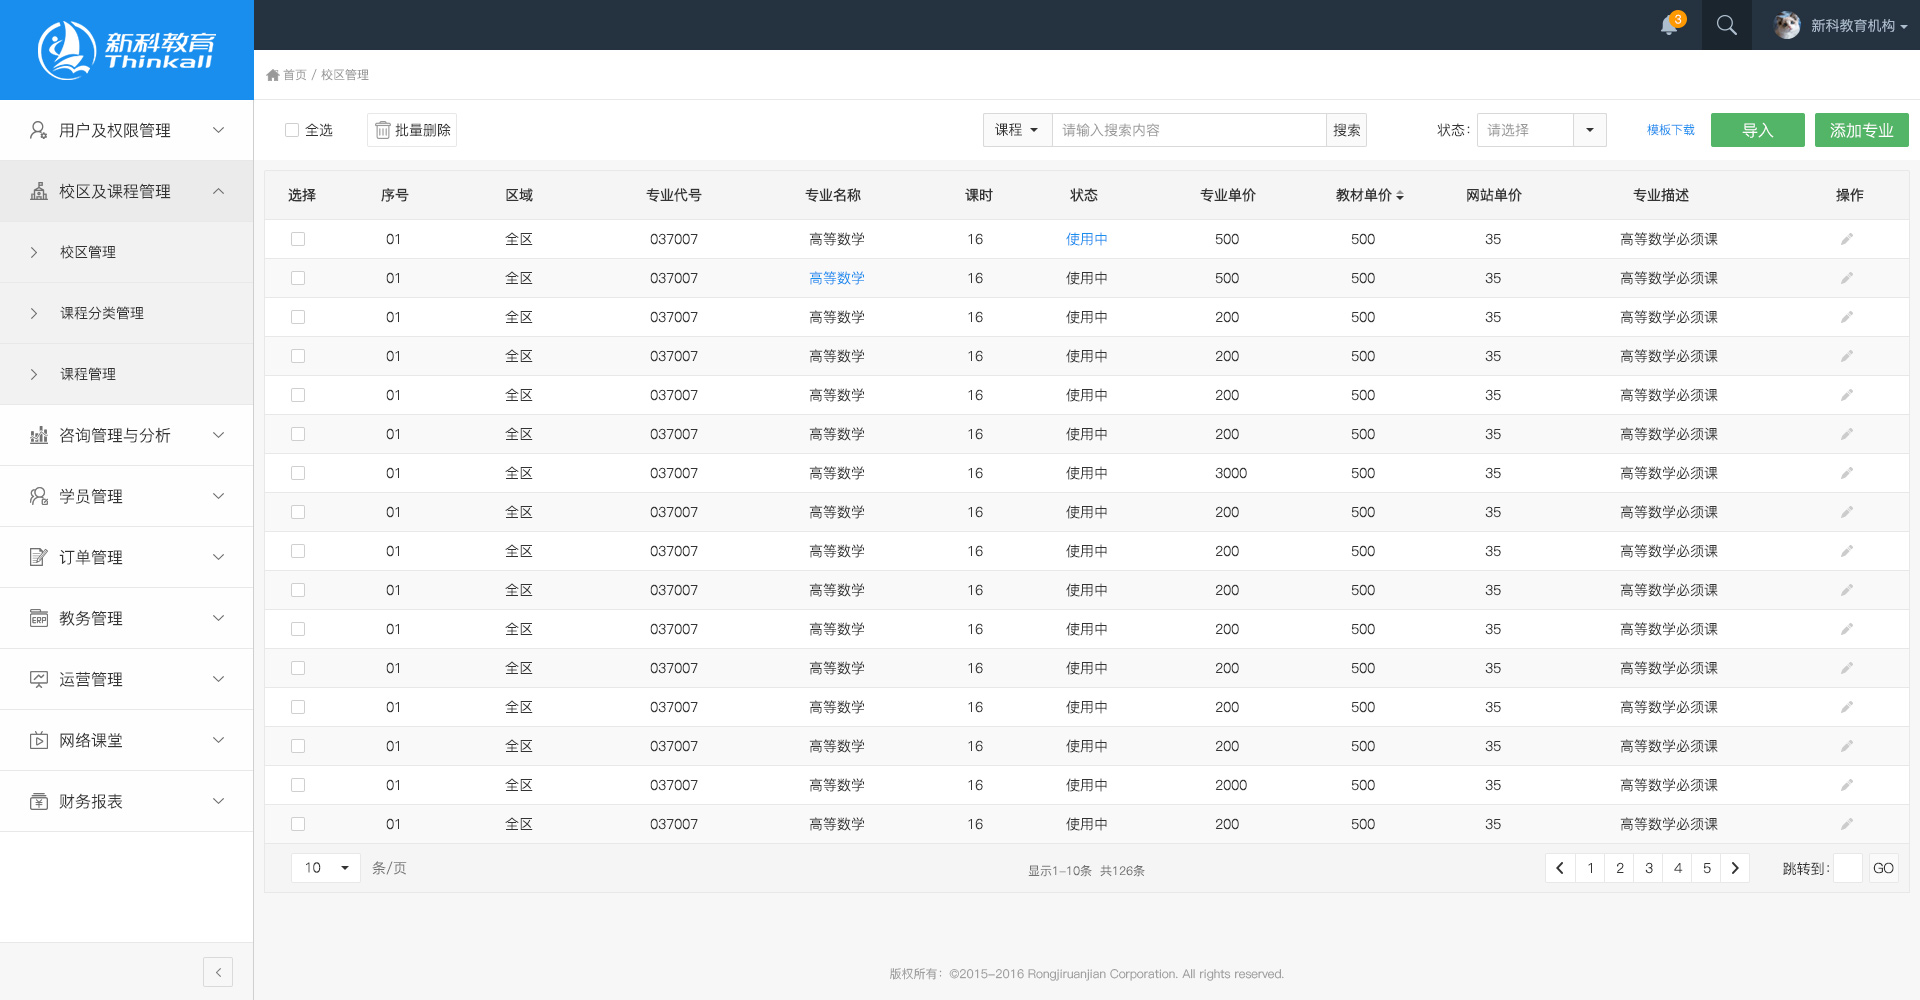 新科教育
Thinkall
3
新科教育机构
首页 / 校区管理
用户及权限管理
校区及课程管理
校区管理
课程分类管理
课程管理
咨询管理与分析
学员管理
订单管理
ERP
教务管理
运营管理
网络课堂
财务报表
全选 批量删除 课程 请输入搜索内容 搜索 状态: 请选择 模板下载 导入 添加专业
选择 序号 区域 专业代号 专业名称 课时 状态 专业单价 教材单价 网站单价 专业描述 操作
01 全区 037007 高等数学 16 使用中 500 500 35 高等数学必须课
01 全区 037007 高等数学 16 使用中 500 500 35 高等数学必须课
01 全区 037007 高等数学 16 使用中 200 500 35 高等数学必须课
01 全区 037007 高等数学 16 使用中 200 500 35 高等数学必须课
01 全区 037007 高等数学 16 使用中 200 500 35 高等数学必须课
01 全区 037007 高等数学 16 使用中 200 500 35 高等数学必须课
01 全区 037007 高等数学 16 使用中 3000 500 35 高等数学必须课
01 全区 037007 高等数学 16 使用中 200 500 35 高等数学必须课
01 全区 037007 高等数学 16 使用中 200 500 35 高等数学必须课
01 全区 037007 高等数学 16 使用中 200 500 35 高等数学必须课
01 全区 037007 高等数学 16 使用中 200 500 35 高等数学必须课
01 全区 037007 高等数学 16 使用中 200 500 35 高等数学必须课
01 全区 037007 高等数学 16 使用中 200 500 35 高等数学必须课
01 全区 037007 高等数学 16 使用中 200 500 35 高等数学必须课
01 全区 037007 高等数学 16 使用中 2000 500 35 高等数学必须课
01 全区 037007 高等数学 16 使用中 200 500 35 高等数学必须课
10 条/页 显示1-10条 共126条 1 2 3 4 5 跳转到: GO
版权所有: ©2015-2016 Rongjiruanjian Corporation. All rights reserved.